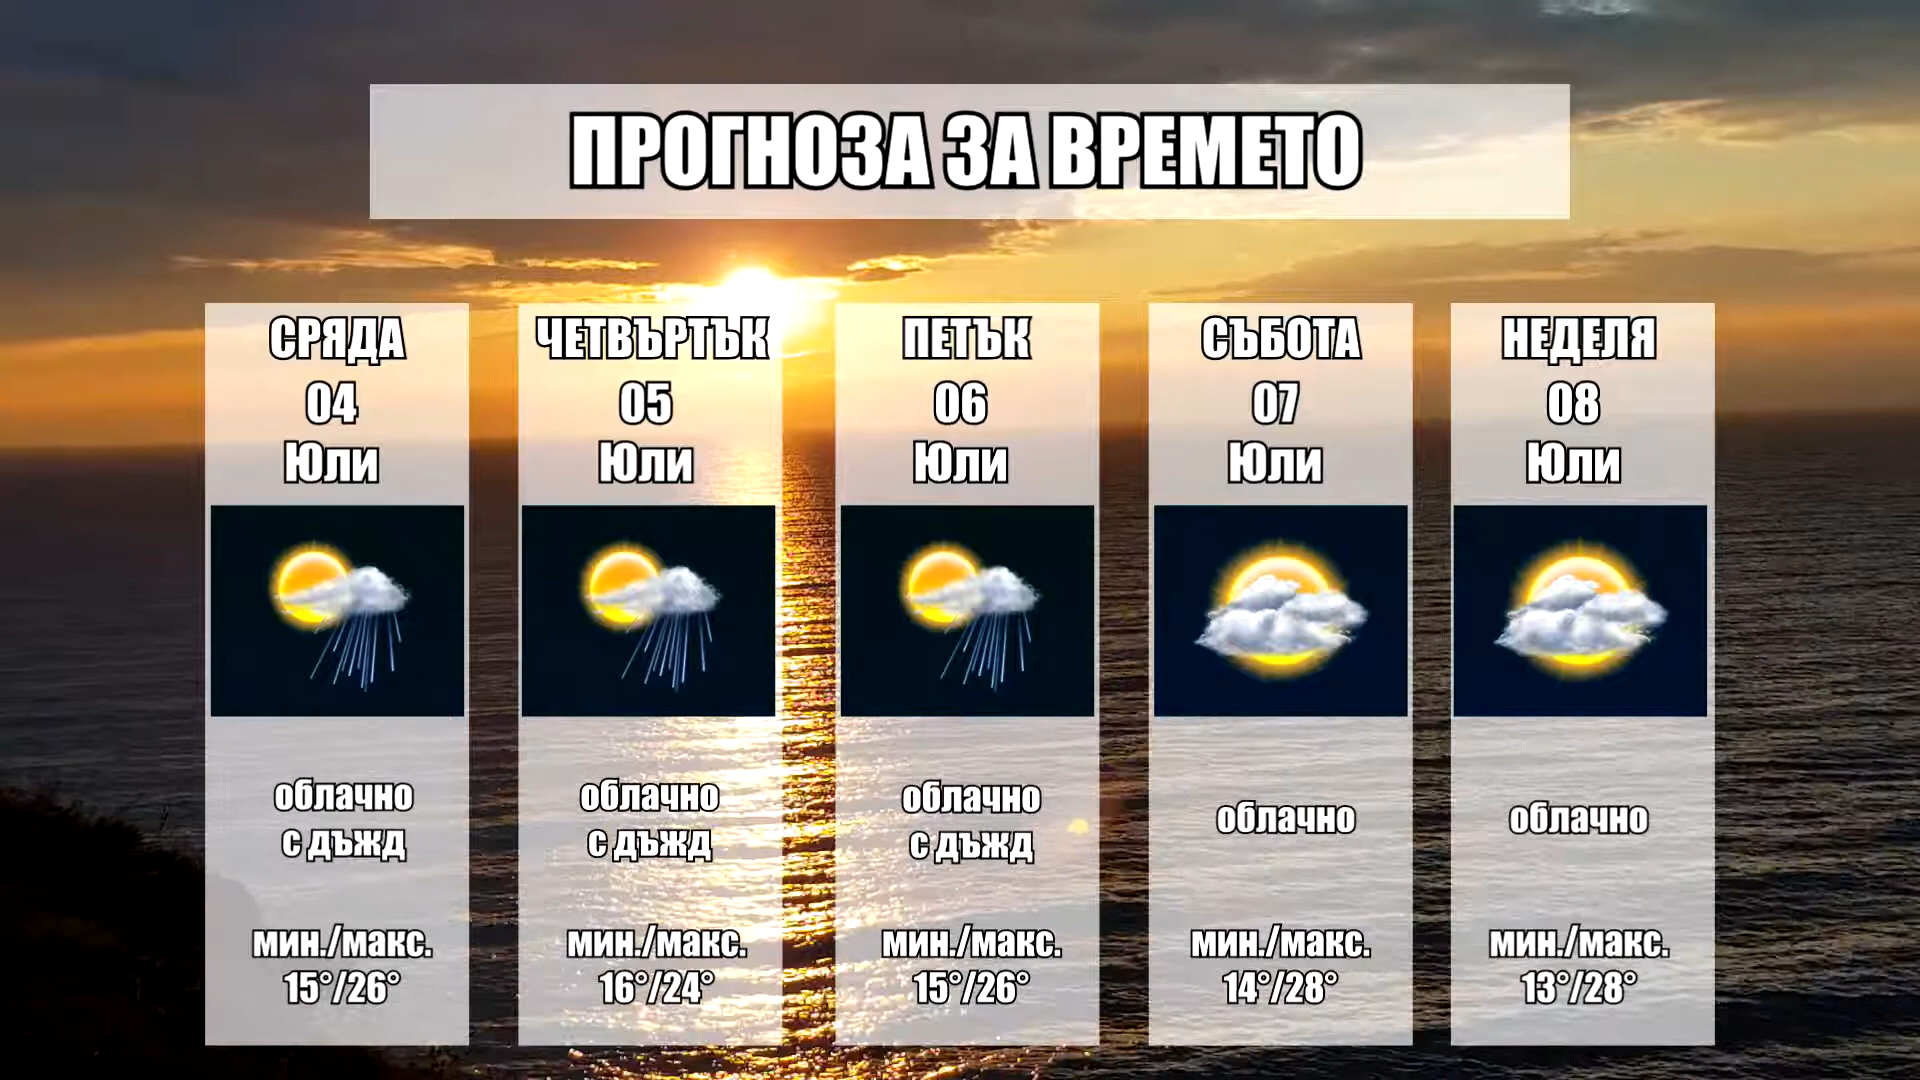 ПРОГНОЗА ЗА ВРЕМЕТО
СРЯДА
04
Юли
облачно
с дъжд
мин./макс.
15°/26°
ЧЕТВЪРТЪК
05
Юли
облачно
с дъжд
мин./макс.
16°/24°
ПЕТЪК
06
Юли
облачно
с дъжд
мин./макс.
15°/26°
СЪБОТА
07
Юли
облачно
мин./макс.
14°/28°
НЕДЕЛЯ
08
Юли
облачно
мин./макс.
13°/28°